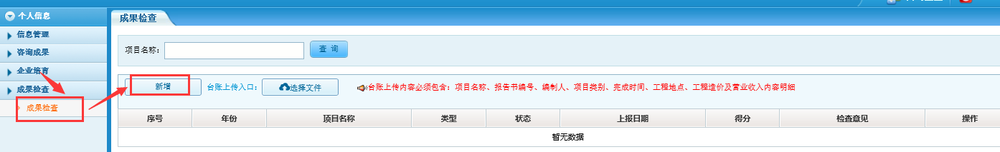 个人信息
成果检查
信息管理
咨询成果
企业培育
成果检查
成果检查
项目名称：
查 询
新增
台账上传入口：
选择文件
台账上传内容必须包含：项目名称、报告书编号、编制人、项目类别、完成时间、工程地点、工程造价及营业收入内容明细
序号 年份 项目名称 类型 状态 上报日期 得分 检查意见 操作
暂无数据